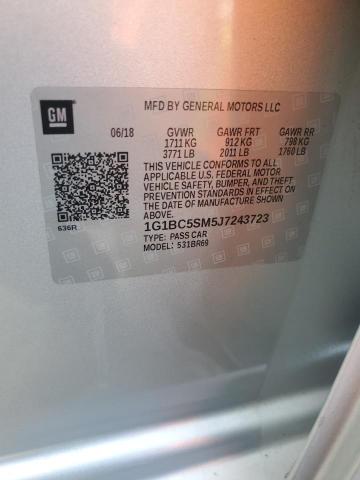 GM
MFD BY GENERAL MOTORS LLC
06/18 GVWR GAWR FRT GAWR RR
1711 KG 912 KG 798 KG
3771 LB 2011 LB 1760 LB
THIS VEHICLE CONFORMS TO ALL
APPLICABLE U.S. FEDERAL MOTOR
VEHICLE SAFETY, BUMPER, AND THEFT
PREVENTION STANDARDS IN EFFECT ON
THE DATE OF MANUFACTURE SHOWN
ABOVE.
1G1BC5SM5J7243723
TYPE: PASS CAR
MODEL: 531BR69
636R